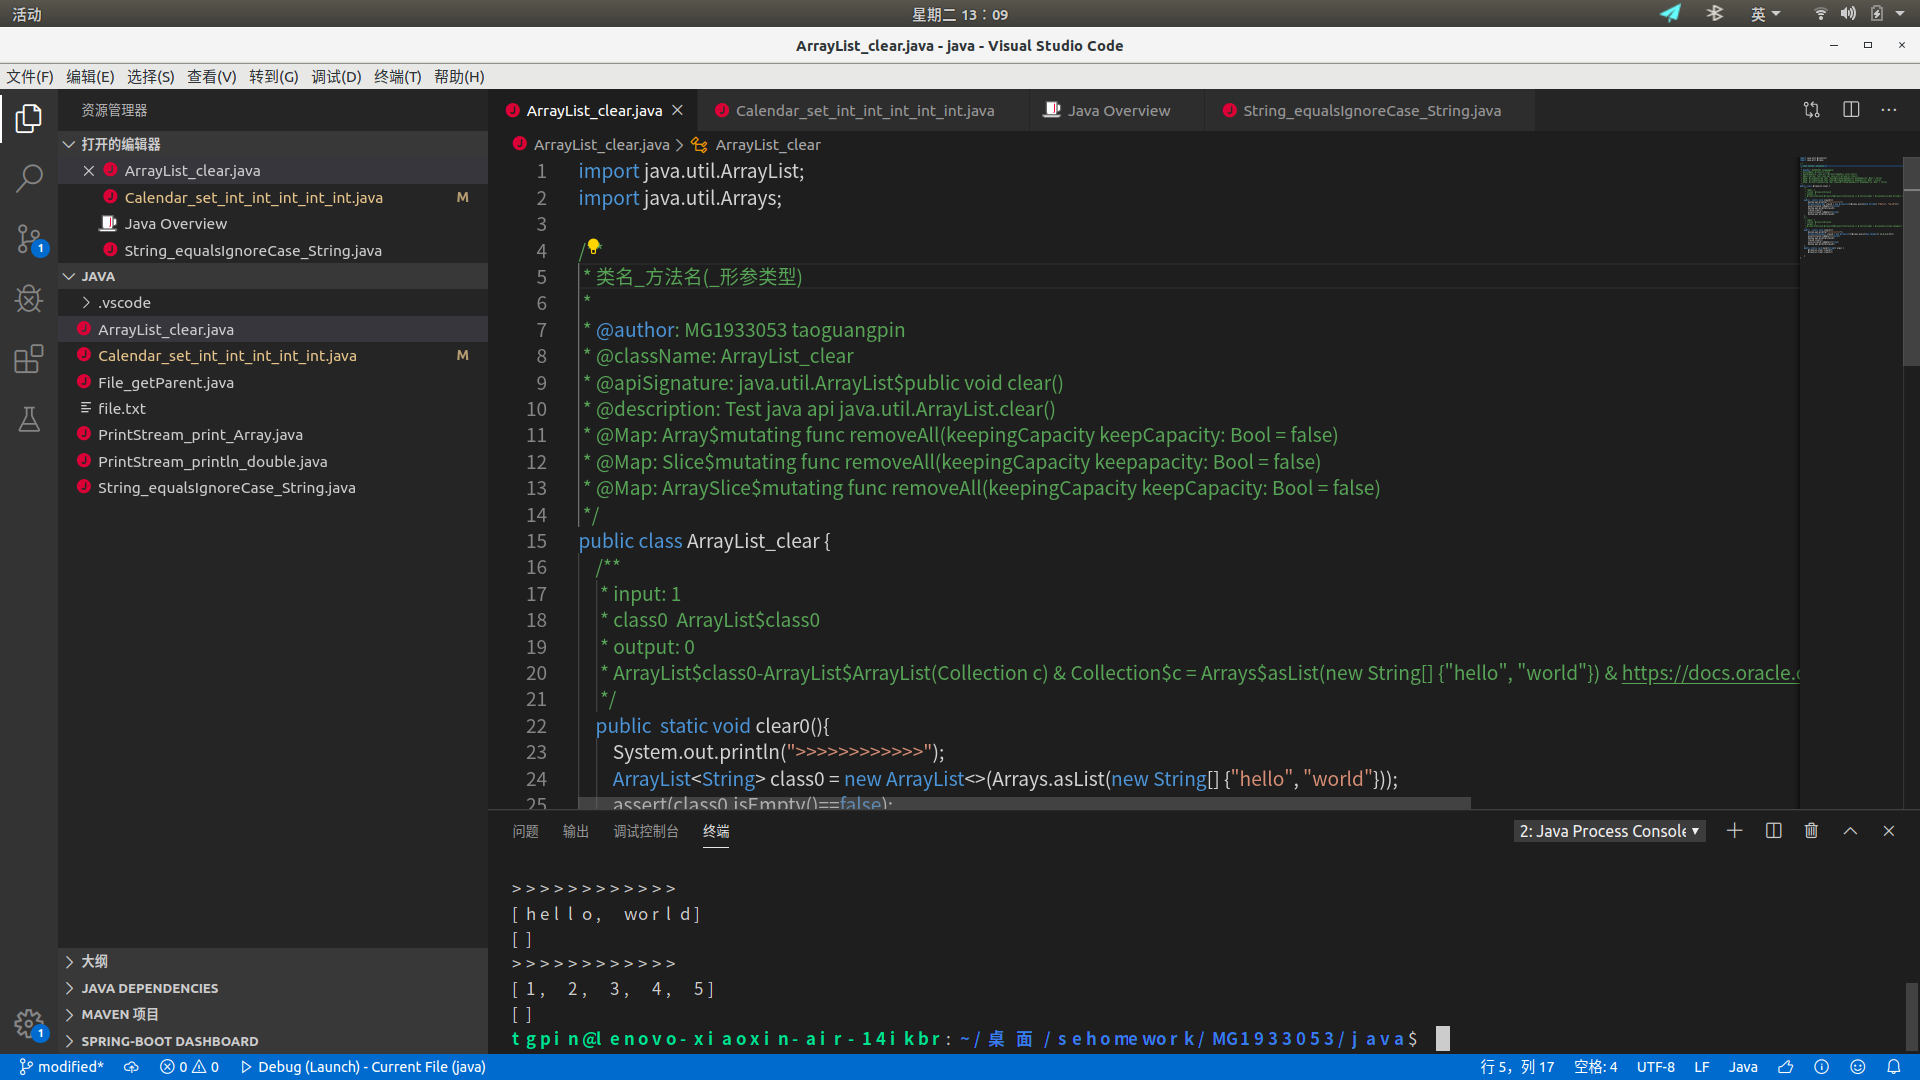 活动
星期二 13：09
英
ArrayList_clear.java - java - Visual Studio Code
文件(F) 编辑(E) 选择(S) 查看(V) 转到(G) 调试(D) 终端(T) 帮助(H)
资源管理器
打开的编辑器
ArrayList_clear.java
Calendar_set_int_int_int_int_int.java M
Java Overview
String_equalsIgnoreCase_String.java
JAVA
.vscode
ArrayList_clear.java
Calendar_set_int_int_int_int_int.java M
File_getParent.java
file.txt
PrintStream_print_Array.java
PrintStream_println_double.java
String_equalsIgnoreCase_String.java
大纲
JAVA DEPENDENCIES
MAVEN 项目
SPRING-BOOT DASHBOARD
1
1
ArrayList_clear.java
Calendar_set_int_int_int_int_int.java
Java Overview
String_equalsIgnoreCase_String.java
ArrayList_clear.java > ArrayList_clear
1 import java.util.ArrayList;
2 import java.util.Arrays;
3
4 /
5 * 类名_方法名(_形参类型)
6 *
7 * @author: MG1933053 taoguangpin
8 * @className: ArrayList_clear
9 * @apiSignature: java.util.ArrayList$public void clear()
10 * @description: Test java api java.util.ArrayList.clear()
11 * @Map: Array$mutating func removeAll(keepingCapacity keepCapacity: Bool = false)
12 * @Map: Slice$mutating func removeAll(keepingCapacity keepapacity: Bool = false)
13 * @Map: ArraySlice$mutating func removeAll(keepingCapacity keepCapacity: Bool = false)
14 */
15 public class ArrayList_clear {
16 /**
17 * input: 1
18 * class0  ArrayList$class0
19 * output: 0
20 * ArrayList$class0-ArrayList$ArrayList(Collection c) & Collection$c = Arrays$asList(new String[] {"hello", "world"}) & https://docs.oracle.
21 */
22 public  static void clear0(){
23 System.out.println(">>>>>>>>>>>>");
24 ArrayList<String> class0 = new ArrayList<>(Arrays.asList(new String[] {"hello", "world"}));
25 assert(class0.isEmpty()==false);
问题 输出 调试控制台 终端
2: Java Process Console
>>>>>>>>>>>>
[hello, world]
[]
>>>>>>>>>>>>
[1, 2, 3, 4, 5]
[]
tgpin@lenovo-xiaoxin-air-14ikbr:~/桌面/sehomework/MG1933053/java$
modified* 0 0 Debug (Launch) - Current File (java)
行 5，列 17 空格: 4 UTF-8 LF Java